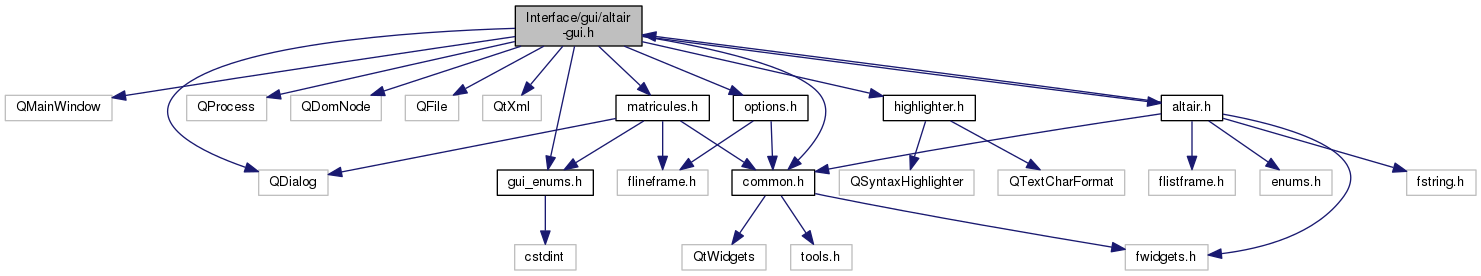 Interface/gui/altair
-gui.h
QMainWindow
QProcess
QDomNode
QFile
QtXml
matricules.h
options.h
highlighter.h
altair.h
QDialog
gui_enums.h
flineframe.h
common.h
QSyntaxHighlighter
QTextCharFormat
flistframe.h
enums.h
fstring.h
cstdint
QtWidgets
tools.h
fwidgets.h